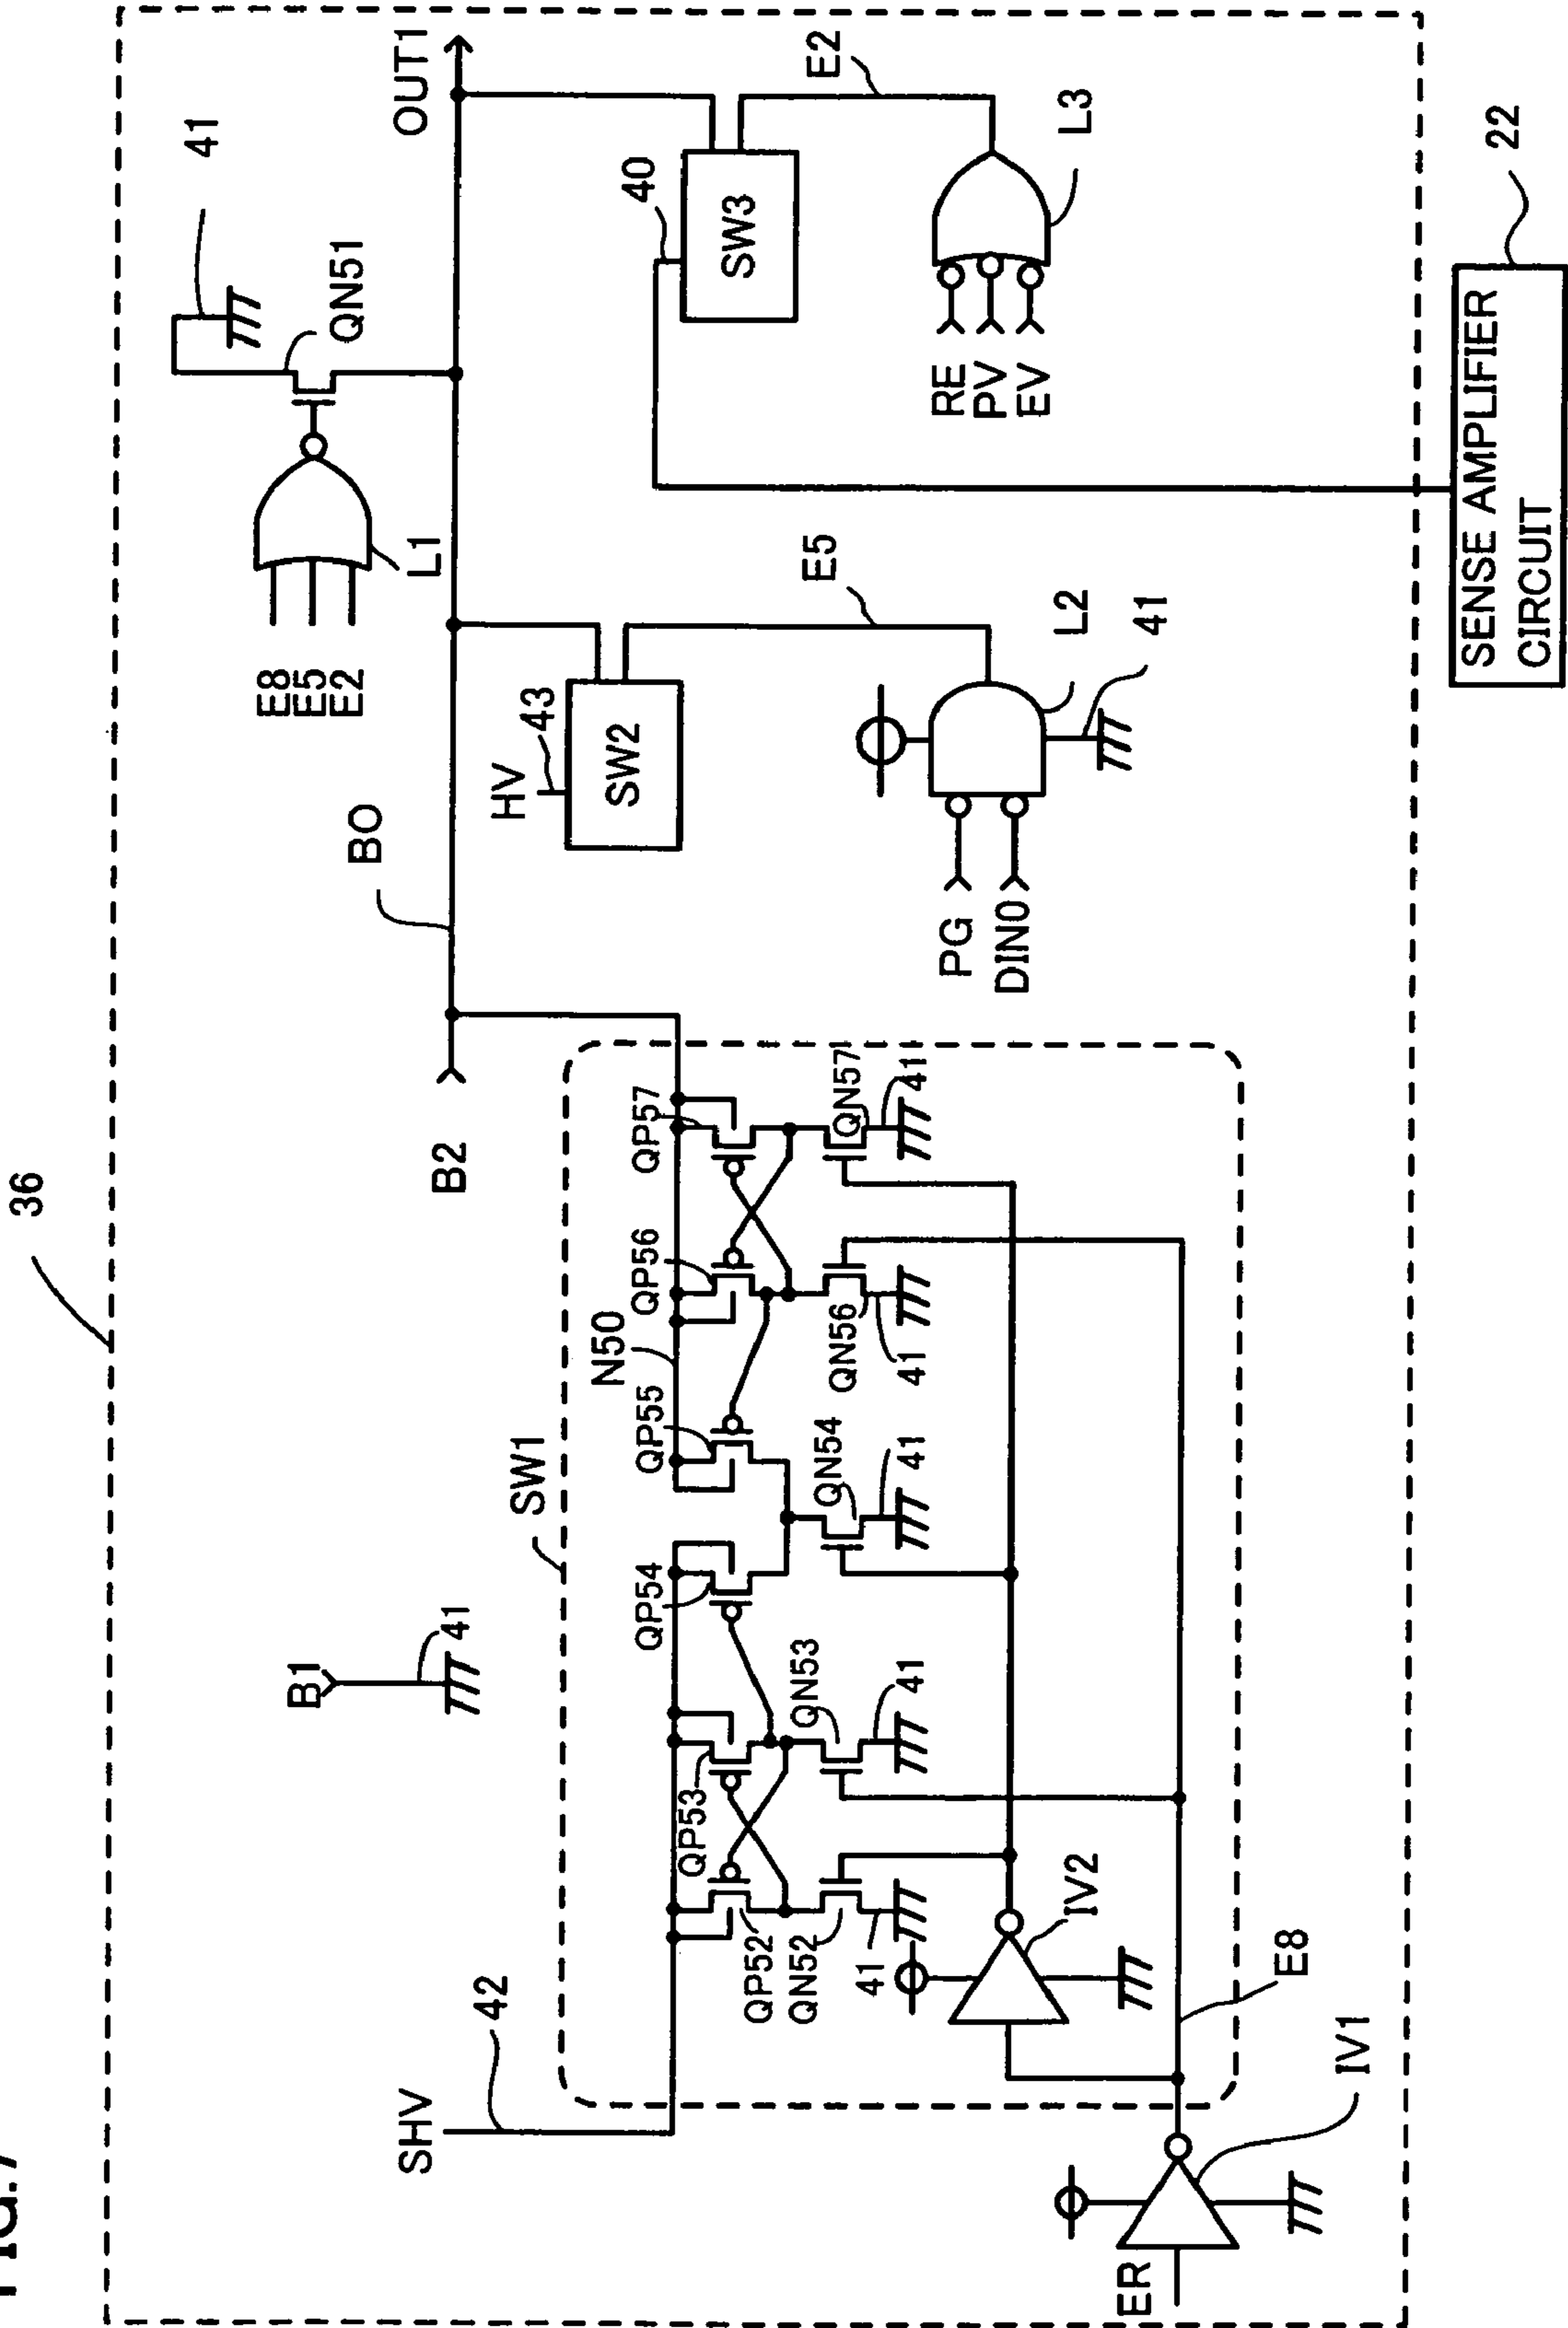 FIG.7
36
SHV
42
B1
41
SW1
B2
BO
E8
E5
E2
L1
QN51
41
OUT1
HV
43
SW2
E5
L2
41
PG
DIN0
40
SW3
E2
L3
RE
PV
EV
SENSE AMPLIFIER
CIRCUIT
22
QP52
QP53
QP54
QP55
N50
QP56
QP57
QN52
QN53
QN54
QN56
QN57
41
41
41
41
41
IV2
E8
IV1
ER